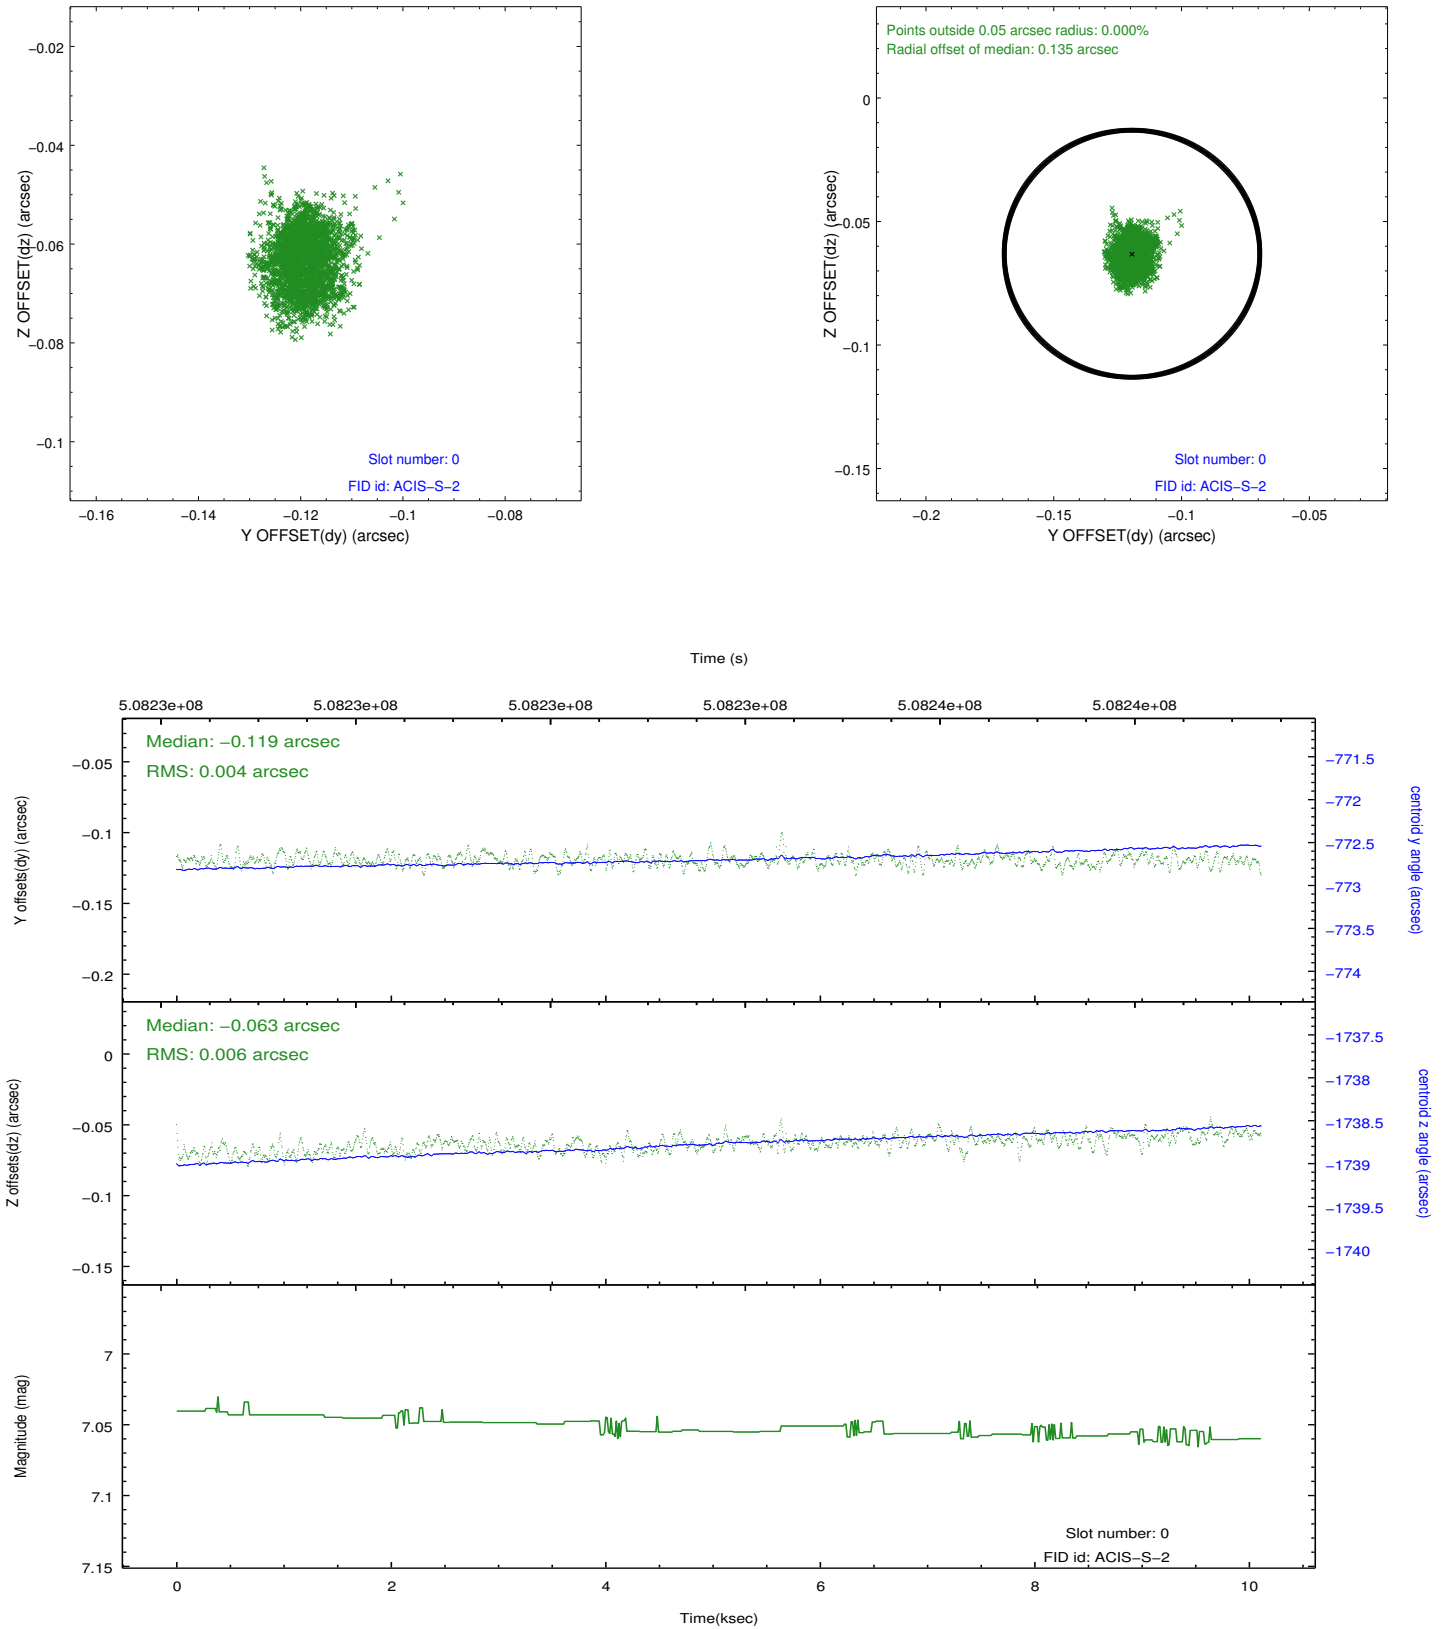 −0.02
−0.04
−0.06
−0.08
−0.1
Z OFFSET(dz) (arcsec)
Slot number: 0
FID id: ACIS−S−2
−0.16
−0.14
−0.12
−0.1
−0.08
Y OFFSET(dy) (arcsec)
Points outside 0.05 arcsec radius: 0.000%
Radial offset of median: 0.135 arcsec
0
−0.05
−0.1
−0.15
Z OFFSET(dz) (arcsec)
Slot number: 0
FID id: ACIS−S−2
−0.2
−0.15
−0.1
−0.05
Y OFFSET(dy) (arcsec)
Time (s)
5.0823e+08
5.0823e+08
5.0823e+08
5.0823e+08
5.0824e+08
5.0824e+08
Median: −0.119 arcsec
RMS: 0.004 arcsec
−0.05
−0.1
−0.15
−0.2
Y offsets(dy) (arcsec)
−771.5
−772
−772.5
−773
−773.5
−774
centroid y angle (arcsec)
Median: −0.063 arcsec
RMS: 0.006 arcsec
0
−0.05
−0.1
−0.15
Z offsets(dz) (arcsec)
−1737.5
−1738
−1738.5
−1739
−1739.5
−1740
centroid z angle (arcsec)
7
7.05
7.1
7.15
Magnitude (mag)
Slot number: 0
FID id: ACIS−S−2
0
2
4
6
8
10
Time(ksec)